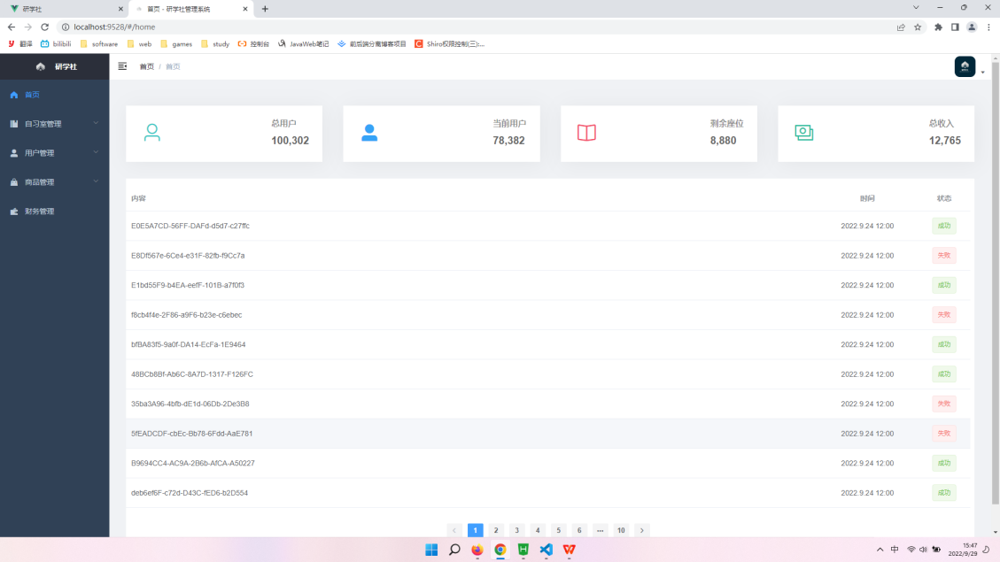 研学社
首页 - 研学社管理系统
localhost:9528/#/home
翻译 bilibili software web games study 控制台 JavaWeb笔记 前后端分离博客项目 Shiro权限控制(三):...
研学社
首页 / 首页
首页
自习室管理
用户管理
商品管理
财务管理
总用户
100,302
当前用户
78,382
剩余座位
8,880
总收入
12,765
内容 时间 状态
E0E5A7CD-56FF-DAFd-d5d7-c27ffc 2022.9.24 12:00 成功
E8Df567e-6Ce4-e31F-82fb-f9Cc7a 2022.9.24 12:00 失败
E1bd55F9-b4EA-eefF-101B-a7f0f3 2022.9.24 12:00 成功
f8cb4f4e-2F86-a9F6-b23e-c6ebec 2022.9.24 12:00 失败
bfBA83f5-9a0f-DA14-EcFa-1E9464 2022.9.24 12:00 成功
48BCb8Bf-Ab6C-8A7D-1317-F126FC 2022.9.24 12:00 成功
35ba3A96-4bfb-dE1d-06Db-2De3B8 2022.9.24 12:00 失败
5fEADCDF-cbEc-Bb78-6Fdd-AaE781 2022.9.24 12:00 失败
B9694CC4-AC9A-2B6b-AfCA-A50227 2022.9.24 12:00 成功
deb6ef6F-c72d-D43C-fED6-b2D554 2022.9.24 12:00 成功
1 2 3 4 5 6 ••• 10
中
15:47
2022/9/29